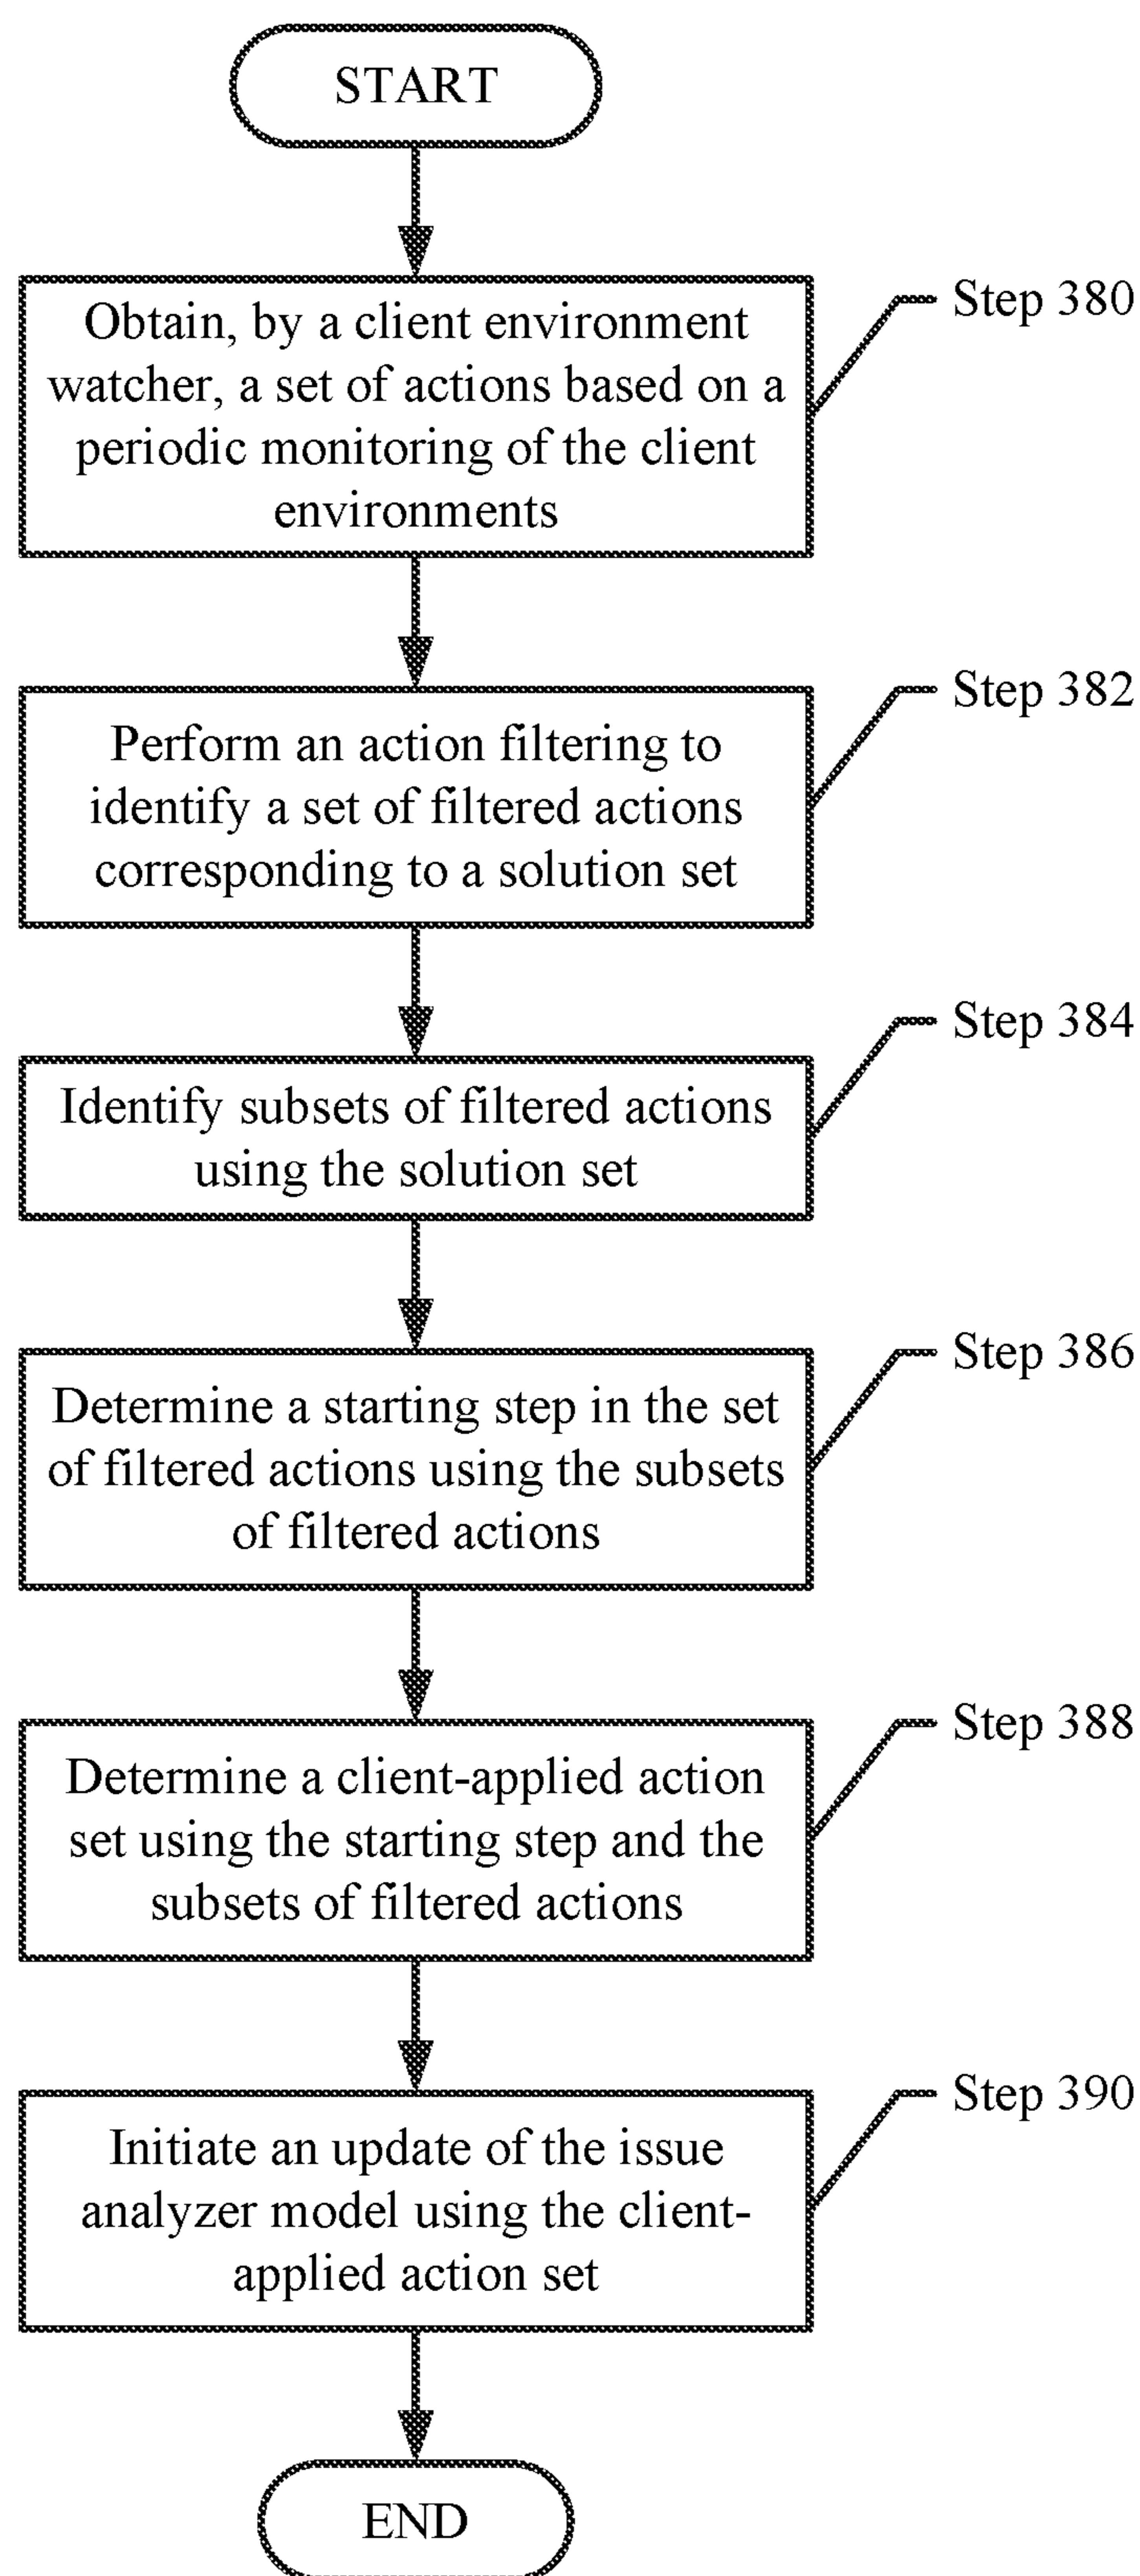 START
Step 380
Obtain, by a client environment
watcher, a set of actions based on a
periodic monitoring of the client
environments
Step 382
Perform an action filtering to
identify a set of filtered actions
corresponding to a solution set
Step 384
Identify subsets of filtered actions
using the solution set
Step 386
Determine a starting step in the set
of filtered actions using the subsets
of filtered actions
Step 388
Determine a client-applied action
set using the starting step and the
subsets of filtered actions
Step 390
Initiate an update of the issue
analyzer model using the client-
applied action set
END